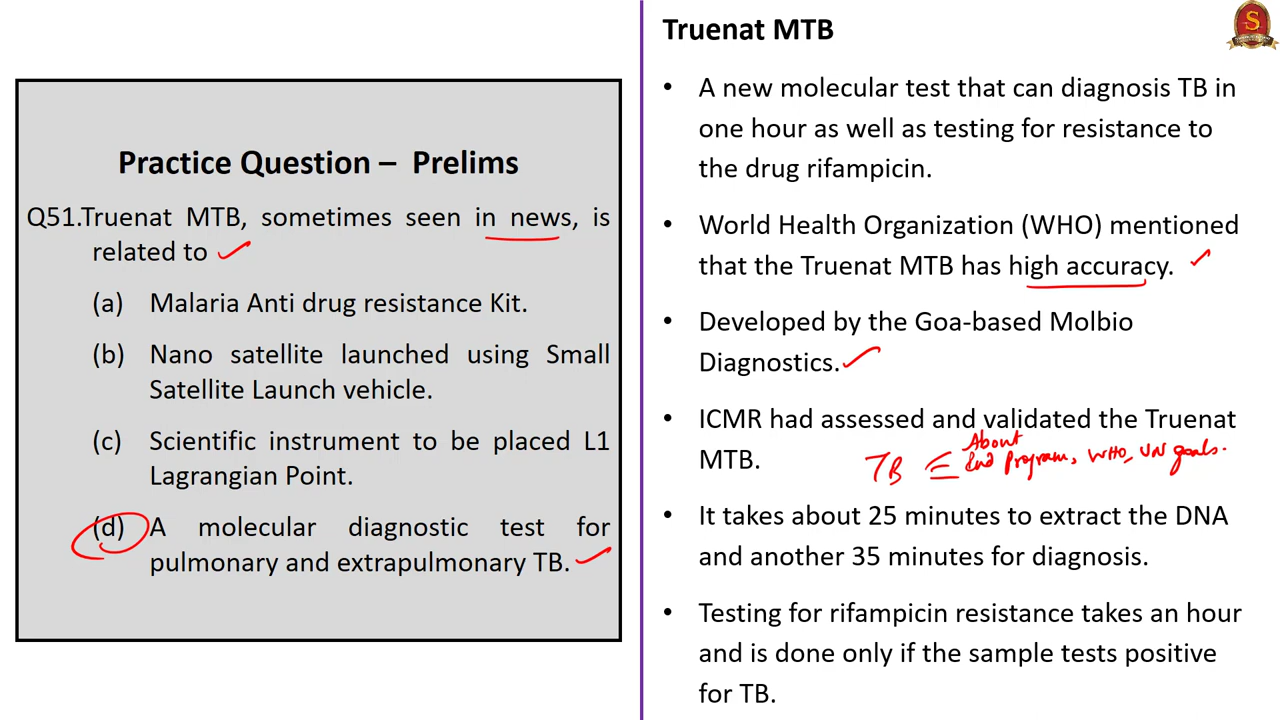 Practice Question – Prelims
Q51.Truenat MTB, sometimes seen in news, is
related to
(a) Malaria Anti drug resistance Kit.
(b) Nano satellite launched using Small
Satellite Launch vehicle.
(c) Scientific instrument to be placed L1
Lagrangian Point.
(d) A molecular diagnostic test for
pulmonary and extrapulmonary TB.
Truenat MTB
S
• A new molecular test that can diagnosis TB in
one hour as well as testing for resistance to
the drug rifampicin.
• World Health Organization (WHO) mentioned
that the Truenat MTB has high accuracy.
• Developed by the Goa-based Molbio
Diagnostics.
• ICMR had assessed and validated the Truenat
MTB.
About
TB End Program, WHO, UN goals.
• It takes about 25 minutes to extract the DNA
and another 35 minutes for diagnosis.
• Testing for rifampicin resistance takes an hour
and is done only if the sample tests positive
for TB.